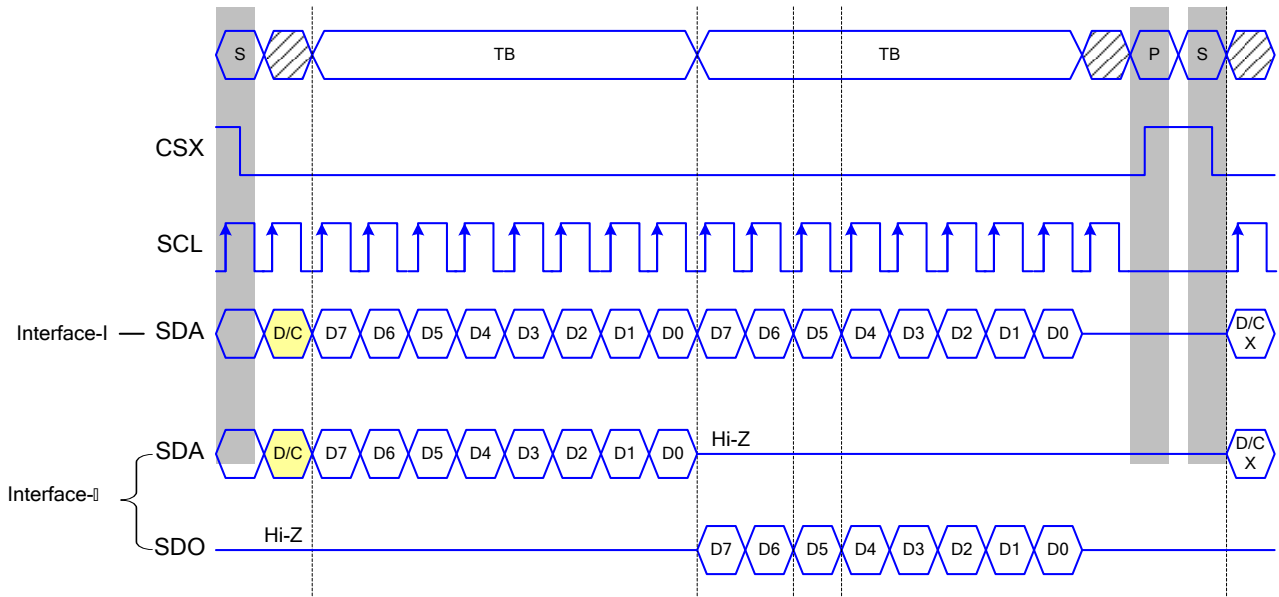 S TB TB P S
CSX
SCL
Interface-I SDA D/C D7 D6 D5 D4 D3 D2 D1 D0 D7 D6 D5 D4 D3 D2 D1 D0 D/C
X
SDA D/C D7 D6 D5 D4 D3 D2 D1 D0 Hi-Z D/C
X
Interface-▯
SDO Hi-Z D7 D6 D5 D4 D3 D2 D1 D0